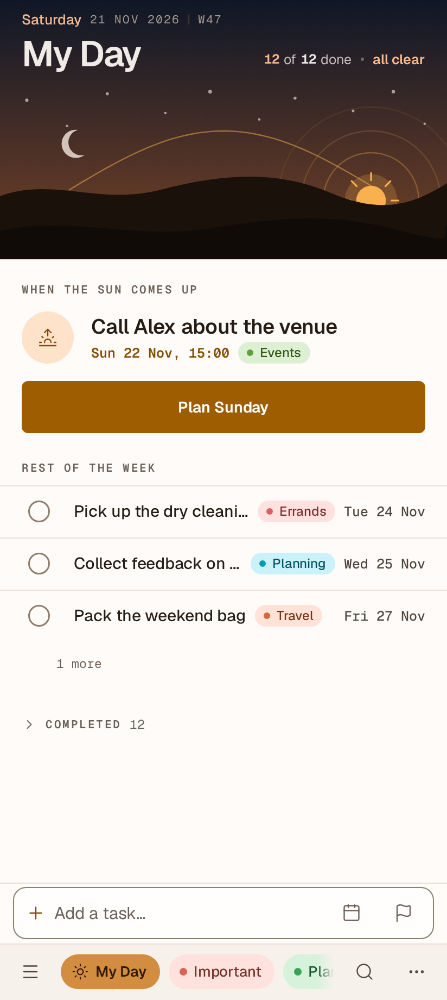 Saturday 21 NOV 2026 | W47
My Day
12 of 12 done • all clear
WHEN THE SUN COMES UP
Call Alex about the venue
Sun 22 Nov, 15:00 Events
Plan Sunday
REST OF THE WEEK
Pick up the dry cleani… Errands Tue 24 Nov
Collect feedback on … Planning Wed 25 Nov
Pack the weekend bag Travel Fri 27 Nov
1 more
COMPLETED 12
Add a task…
My Day Important Pla